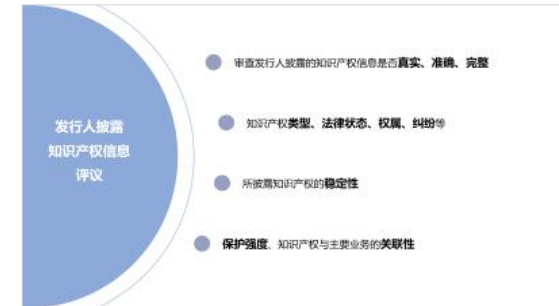 发行人披露
知识产权信息
评议
审查发行人披露的知识产权信息是否真实、准确、完整
知识产权类型、法律状态、权属、纠纷等
所披露知识产权的稳定性
保护强度、知识产权与主要业务的关联性